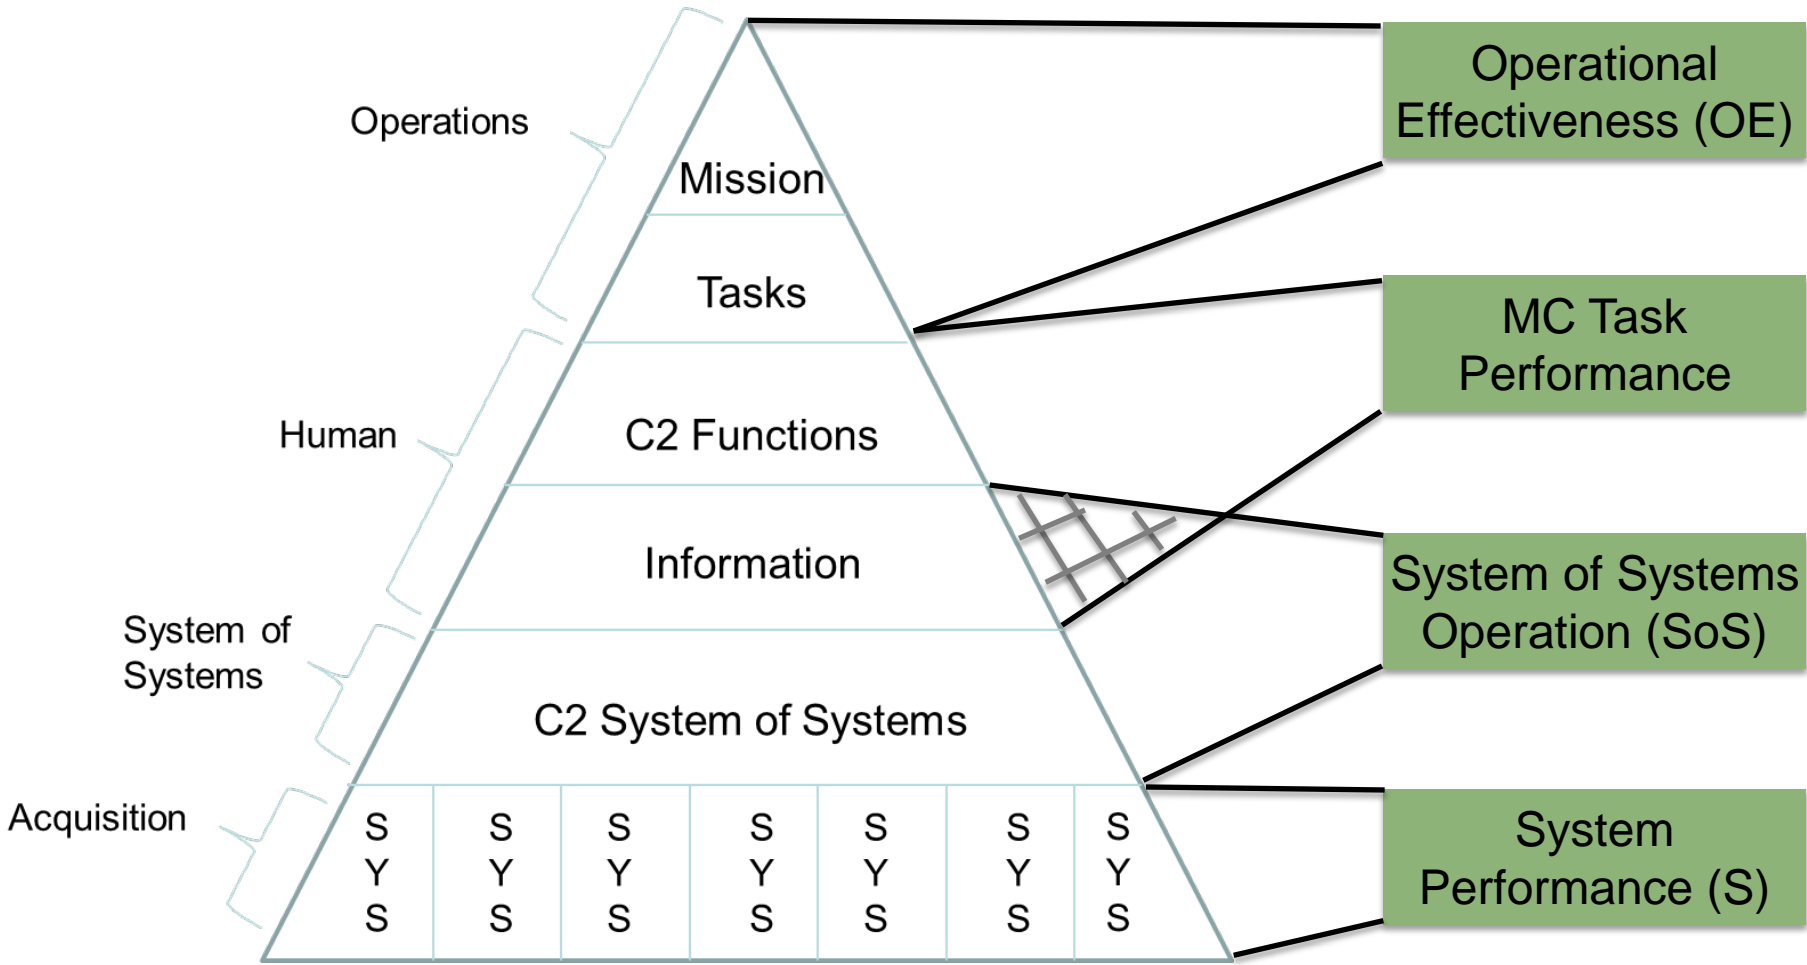 Operations
Human
System of
Systems
Acquisition
Mission
Tasks
C2 Functions
Information
C2 System of Systems
S S S S S S S
Y Y Y Y Y Y Y
S S S S S S S
Operational
Effectiveness (OE)
MC Task
Performance
System of Systems
Operation (SoS)
System
Performance (S)